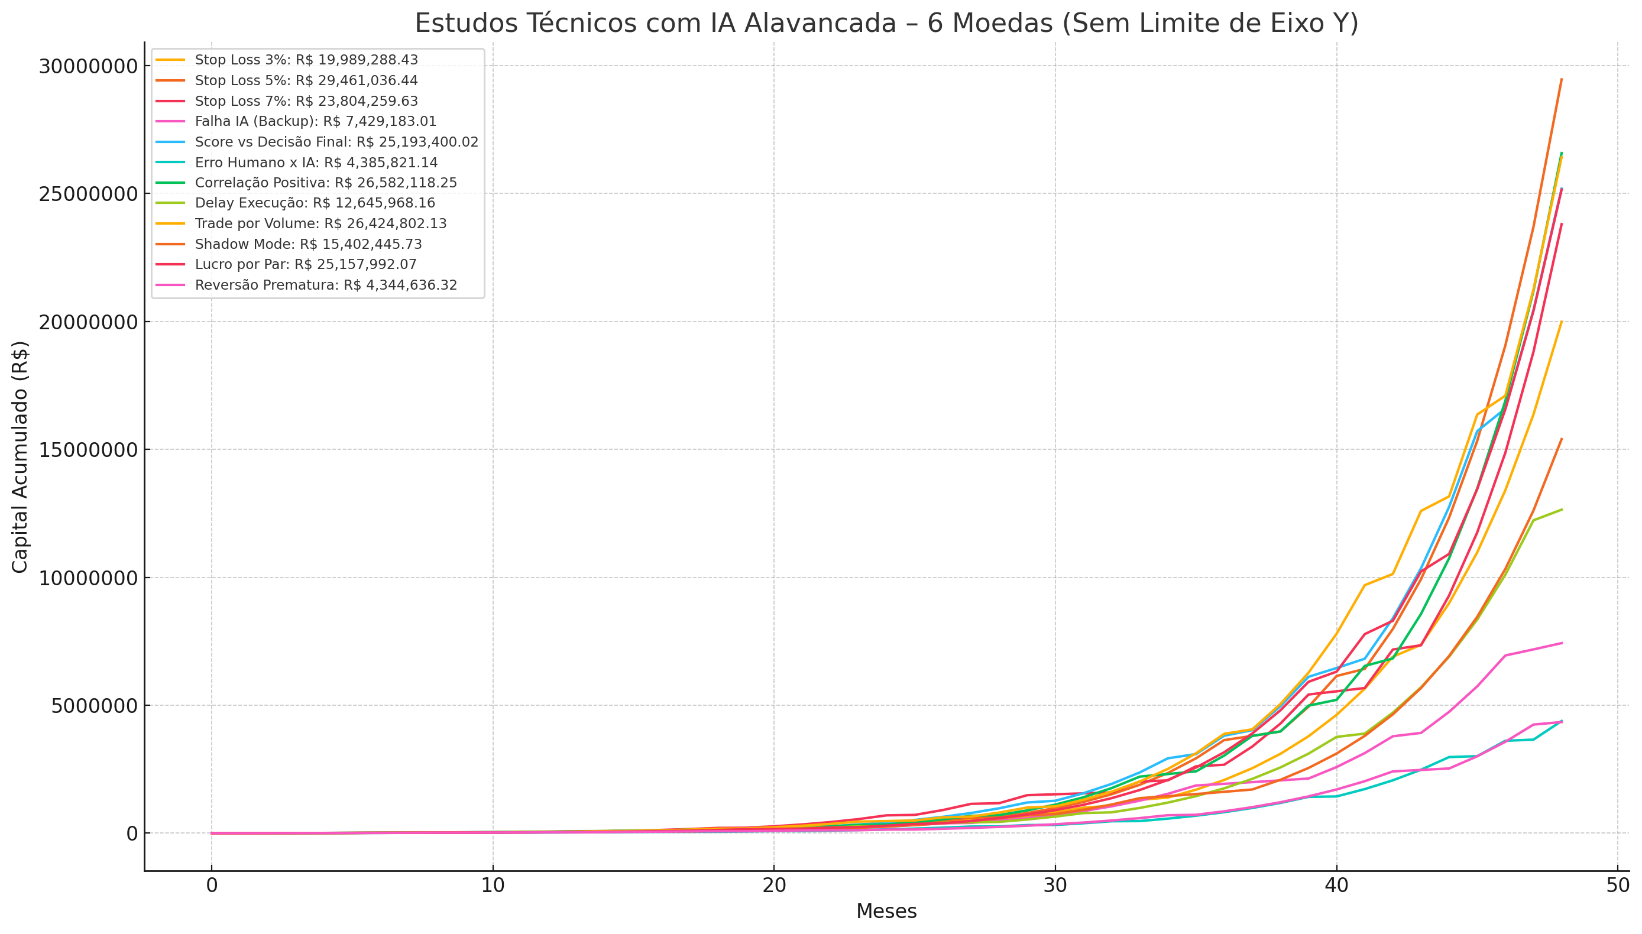 Estudos Técnicos com IA Alavancada – 6 Moedas (Sem Limite de Eixo Y)
Stop Loss 3%: R$ 19,989,288.43
Stop Loss 5%: R$ 29,461,036.44
Stop Loss 7%: R$ 23,804,259.63
Falha IA (Backup): R$ 7,429,183.01
Score vs Decisão Final: R$ 25,193,400.02
Erro Humano x IA: R$ 4,385,821.14
Correlação Positiva: R$ 26,582,118.25
Delay Execução: R$ 12,645,968.16
Trade por Volume: R$ 26,424,802.13
Shadow Mode: R$ 15,402,445.73
Lucro por Par: R$ 25,157,992.07
Reversão Prematura: R$ 4,344,636.32
Capital Acumulado (R$)
30000000
25000000
20000000
15000000
10000000
5000000
0
0 10 20 30 40 50
Meses